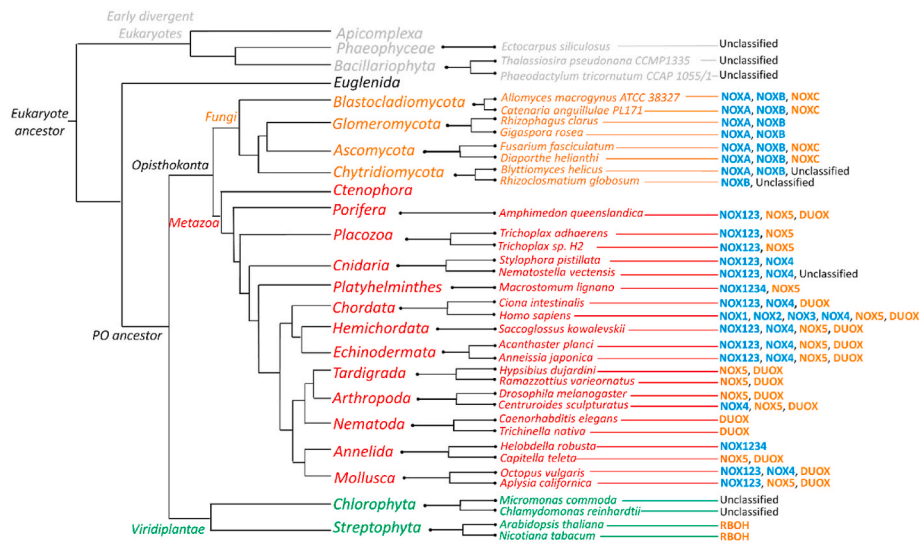 Early divergent
Eukaryotes
Apicomplexa
Phaeophyceae Ectocarpus siliculosus Unclassified
Bacillariophyta Thalassiosira pseudonana CCMP1335 Unclassified
Phaeodactylum tricornutum CCAP 1055/1 Unclassified
Euglenida
Eukaryote
ancestor
Fungi
Blastocladiomycota Allomyces macrogynus ATCC 38327 NOXA, NOXB, NOXC
Catenaria anguillulae PL171 NOXA, NOXB, NOXC
Glomeromycota Rhizophagus clarus NOXA, NOXB
Gigaspora rosea NOXA, NOXB
Ascomycota Fusarium fasciculatum NOXA, NOXB, NOXC
Diaporthe helianthi NOXA, NOXB, NOXC
Opisthokonta
Chytridiomycota Blyttiomyces helicus NOXA, NOXB, Unclassified
Rhizoclosmatium globosum NOXB, Unclassified
Ctenophora
Metazoa
Porifera Amphimedon queenslandica NOX123, NOX5, DUOX
Placozoa Trichoplax adhaerens NOX123, NOX5
Trichoplax sp. H2 NOX123, NOX5
Cnidaria Stylophora pistillata NOX123, NOX4
Nematostella vectensis NOX123, NOX4, Unclassified
Platyhelminthes Macrostomum lignano NOX1234, NOX5
Chordata Ciona intestinalis NOX123, NOX4, DUOX
Homo sapiens NOX1, NOX2, NOX3, NOX4, NOX5, DUOX
PO ancestor
Hemichordata Saccoglossus kowalevskii NOX123, NOX4, NOX5, DUOX
Echinodermata Acanthaster planci NOX123, NOX4, NOX5, DUOX
Anneissia japonica NOX123, NOX4, NOX5, DUOX
Tardigrada Hypsibius dujardini NOX5, DUOX
Ramazzottius varieornatus NOX5, DUOX
Arthropoda Drosophila melanogaster NOX5, DUOX
Centruroides sculpturatus NOX4, NOX5, DUOX
Nematoda Caenorhabditis elegans DUOX
Trichinella nativa DUOX
Annelida Helobdella robusta NOX1234
Capitella teleta NOX5, DUOX
Mollusca Octopus vulgaris NOX123, NOX4, DUOX
Aplysia californica NOX123, NOX5, DUOX
Viridiplantae
Chlorophyta Micromonas commoda Unclassified
Chlamydomonas reinhardtii Unclassified
Streptophyta Arabidopsis thaliana RBOH
Nicotiana tabacum RBOH